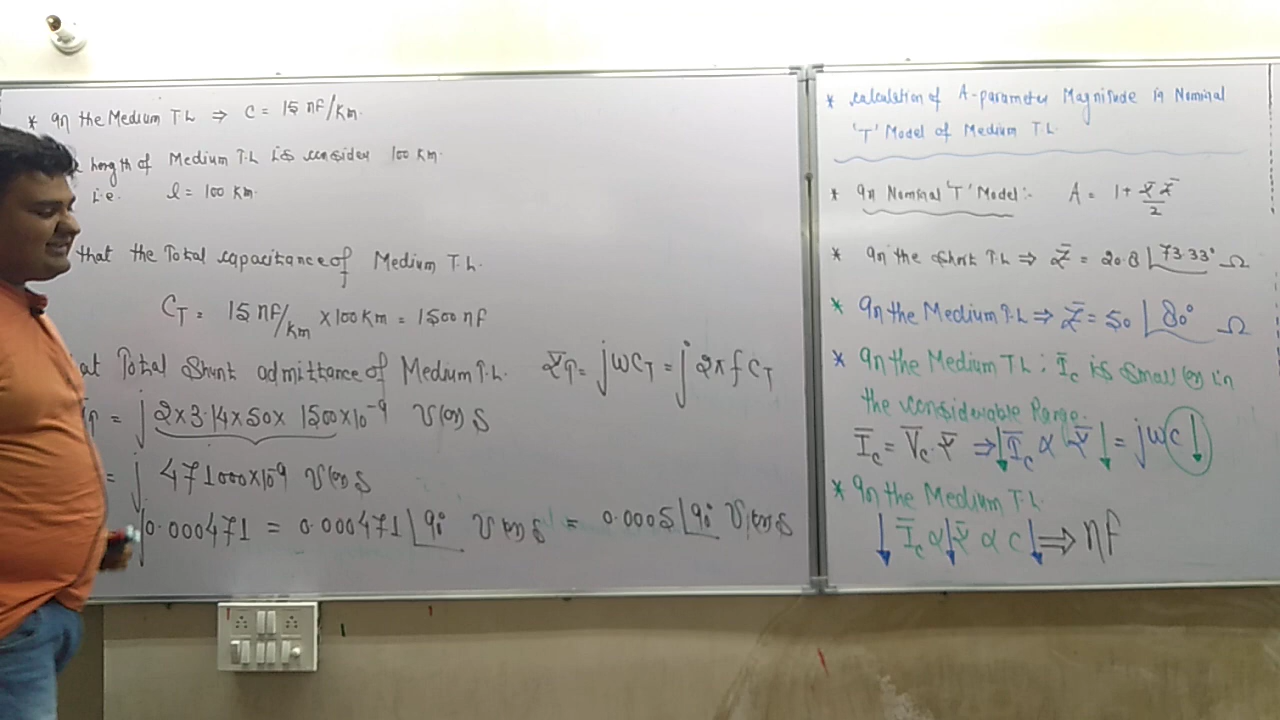 * In the Medium T.L ⇒ C = 15 nF/Km.
length of Medium T.L is consider 100 Km.
i.e. l = 100 Km.
that the Total capacitance of Medium T.L.
C_T = 15 nF/Km × 100 Km = 1500 nF
at Total Shunt admittance of Medium T.L. Ȳ_T = jωC_T = j 2πf C_T
= j 2×3.14×50×1500×10⁻⁹ ℧ (or) S
= j 471000×10⁻⁹ ℧ (or) S
j 0.000471 = 0.000471 ∠90° ℧ (or) S = 0.0005 ∠90° ℧ (or) S
* calculation of A-parameter Magnitude in Nominal
'T' Model of Medium T.L.
* In Nominal 'T' Model:- A = 1 + Ȳ Z̄ / 2
* In the Short T.L ⇒ Z̄ = 20.8 ∠73.33° Ω
* In the Medium T.L ⇒ Z̄ = 50 ∠80° Ω
* In the Medium T.L : Ī_c is small (or) in
the considerable Range.
Ī_c = V̄_c . Ȳ ⇒ ↓ Ī_c ∝ Ȳ ↓ = jωC ↓
* In the Medium T.L.
↓ Ī_c ∝ ↓ Ȳ ∝ C ↓ ⇒ nF